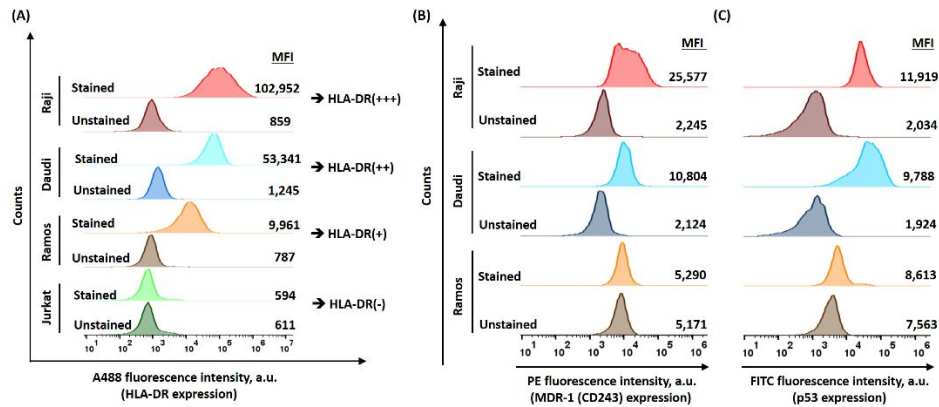 (A)
MFI
Raji
Stained
102,952
➔ HLA-DR(+++)
Unstained
859
Daudi
Stained
53,341
➔ HLA-DR(++)
Unstained
1,245
Ramos
Stained
9,961
➔ HLA-DR(+)
Unstained
787
Jurkat
Stained
594
➔ HLA-DR(-)
Unstained
611
Counts
10¹ 10² 10³ 10⁴ 10⁵ 10⁶ 10⁷
A488 fluorescence intensity, a.u.
(HLA-DR expression)
(B)
MFI
Raji
Stained
25,577
Unstained
2,245
Daudi
Stained
10,804
Unstained
2,124
Ramos
Stained
5,290
Unstained
5,171
Counts
10¹ 10² 10³ 10⁴ 10⁵ 10⁶
PE fluorescence intensity, a.u.
(MDR-1 (CD243) expression)
(C)
MFI
11,919
2,034
9,788
1,924
8,613
7,563
10¹ 10² 10³ 10⁴ 10⁵ 10⁶
FITC fluorescence intensity, a.u.
(p53 expression)